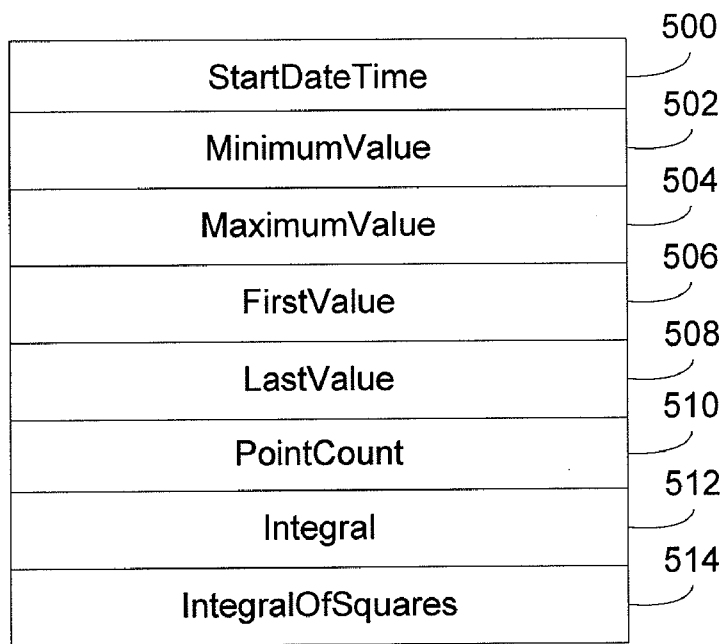 500
StartDateTime
502
MinimumValue
504
MaximumValue
506
FirstValue
508
LastValue
510
PointCount
512
Integral
514
IntegralOfSquares